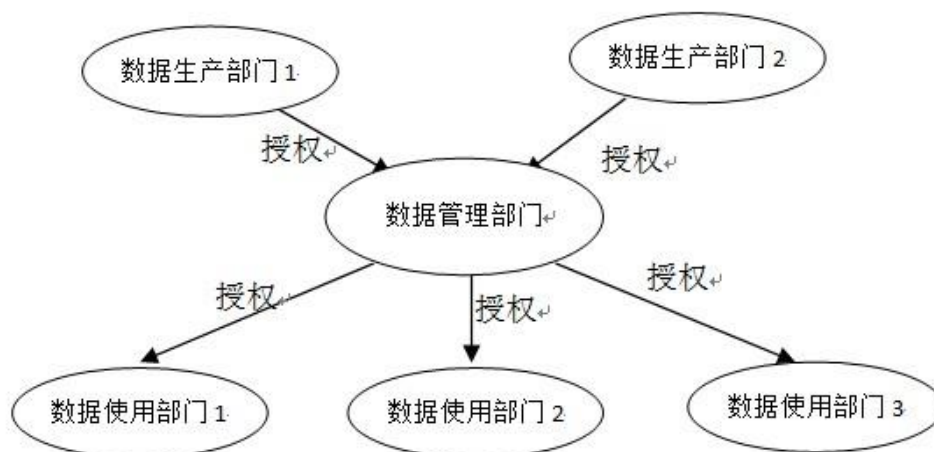 数据生产部门 1
数据生产部门 2
授权
授权
数据管理部门
授权
授权
授权
数据使用部门 1
数据使用部门 2
数据使用部门 3